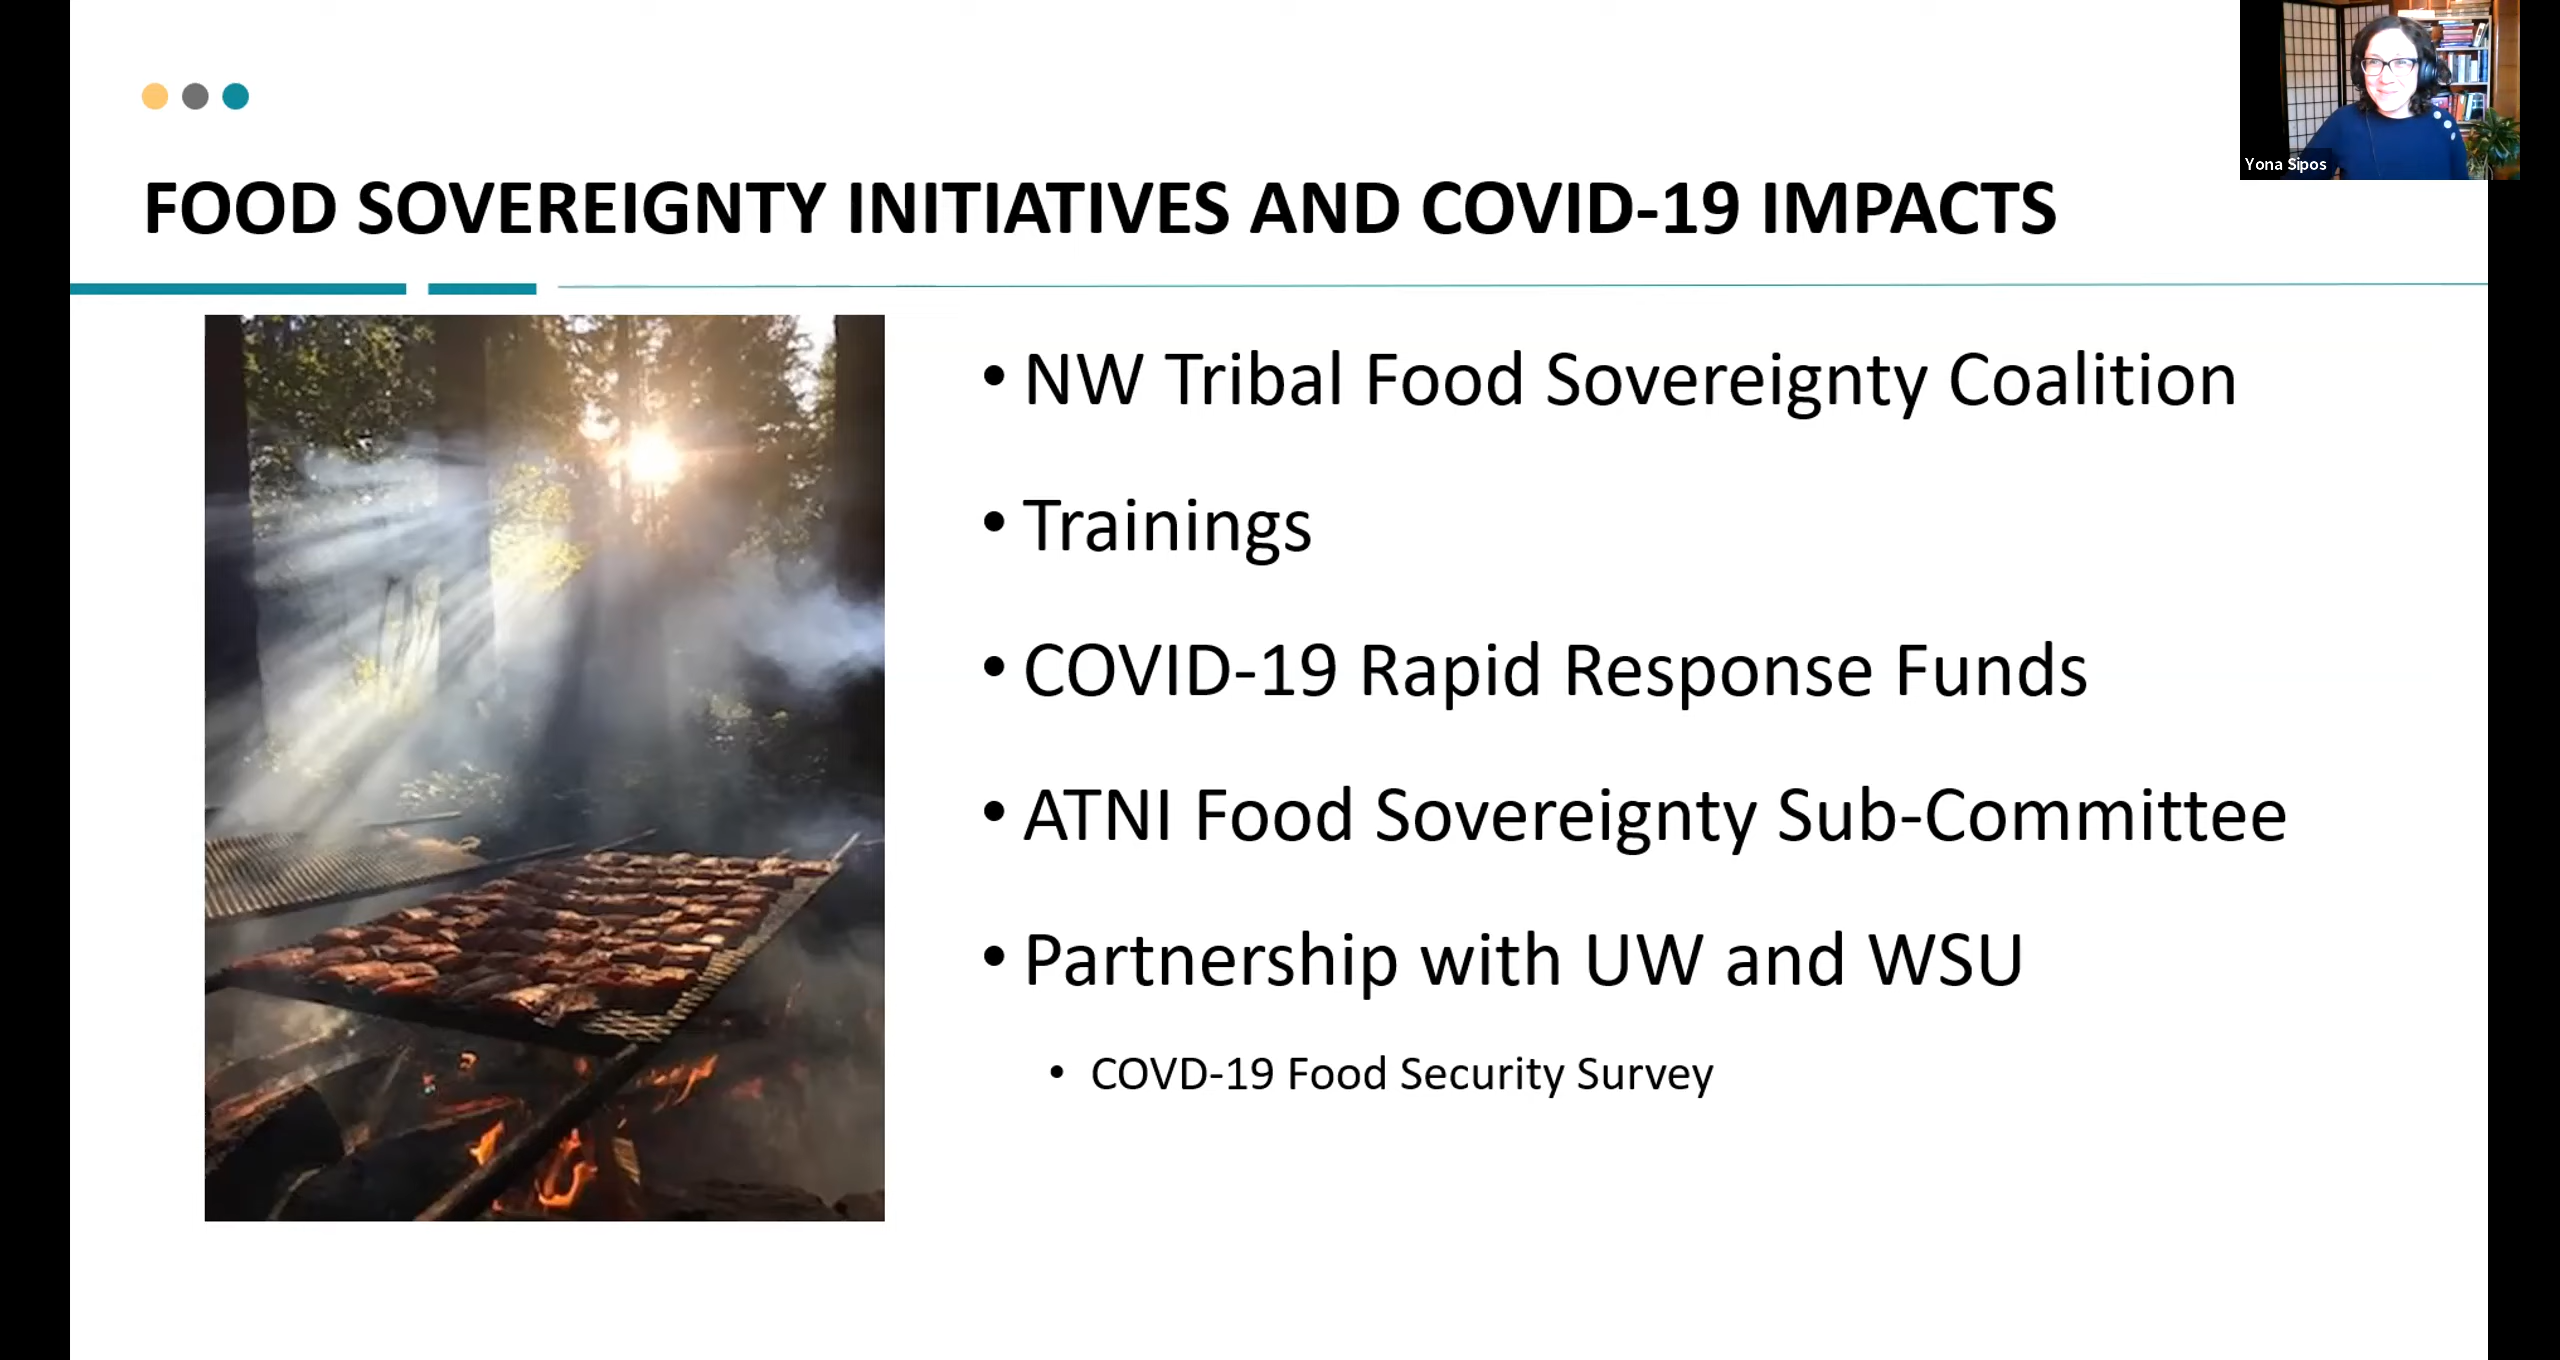 Yona Sipos
FOOD SOVEREIGNTY INITIATIVES AND COVID-19 IMPACTS
• NW Tribal Food Sovereignty Coalition
• Trainings
• COVID-19 Rapid Response Funds
• ATNI Food Sovereignty Sub-Committee
• Partnership with UW and WSU
• COVD-19 Food Security Survey